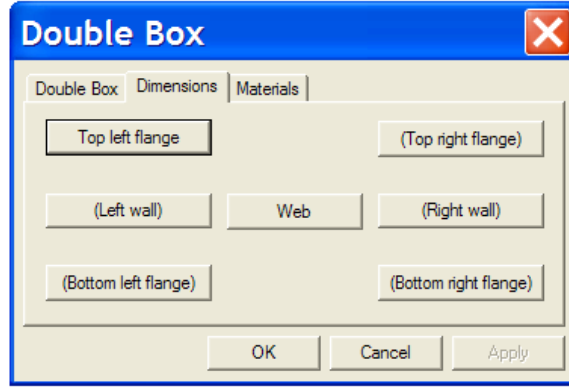 Double Box
Double Box Dimensions Materials
Top left flange (Top right flange)
(Left wall) Web (Right wall)
(Bottom left flange) (Bottom right flange)
OK Cancel Apply